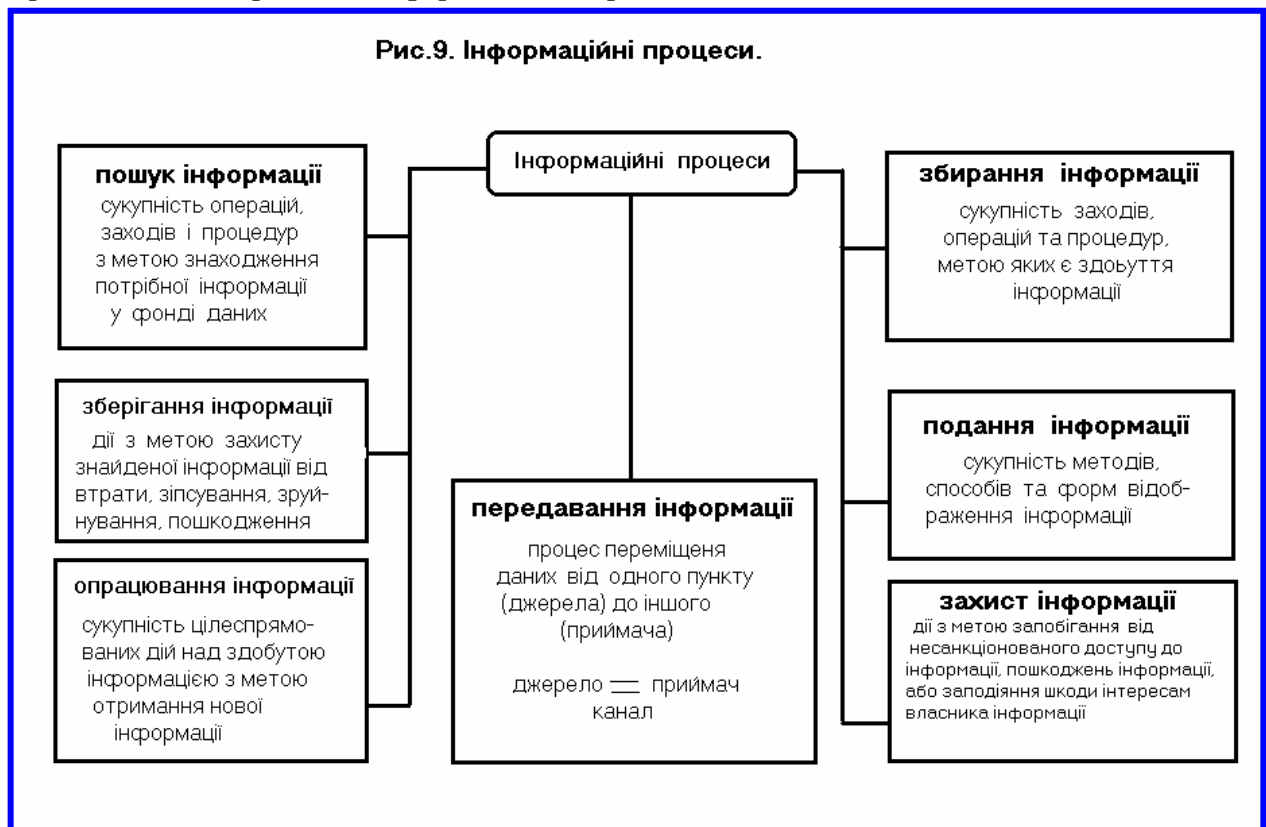 Рис.9. Інформаційні процеси.
Інформаційні процеси
пошук інформації
сукупність операцій,
заходів і процедур
з метою знаходження
потрібної інформації
у фонді даних
зберігання інформації
дії з метою захисту
знайденої інформації від
втрати, зіпсування, зруй-
нування, пошкодження
опрацювання інформації
сукупність цілеспрямо-
ваних дій над здобутою
інформацією з метою
отримання нової
інформації
передавання інформації
процес переміщеня
даних від одного пункту
(джерела) до іншого
(приймача)
джерело приймач
канал
збирання інформації
сукупність заходів,
операцій та процедур,
метою яких є здоьуття
інформації
подання інформації
сукупність методів,
способів та форм відоб-
раження інформації
захист інформації
дії з метою запобігання від
несанкціонованого доступу до
інформації, пошкоджень інформації,
або заподіяння шкоди інтересам
власника інформації